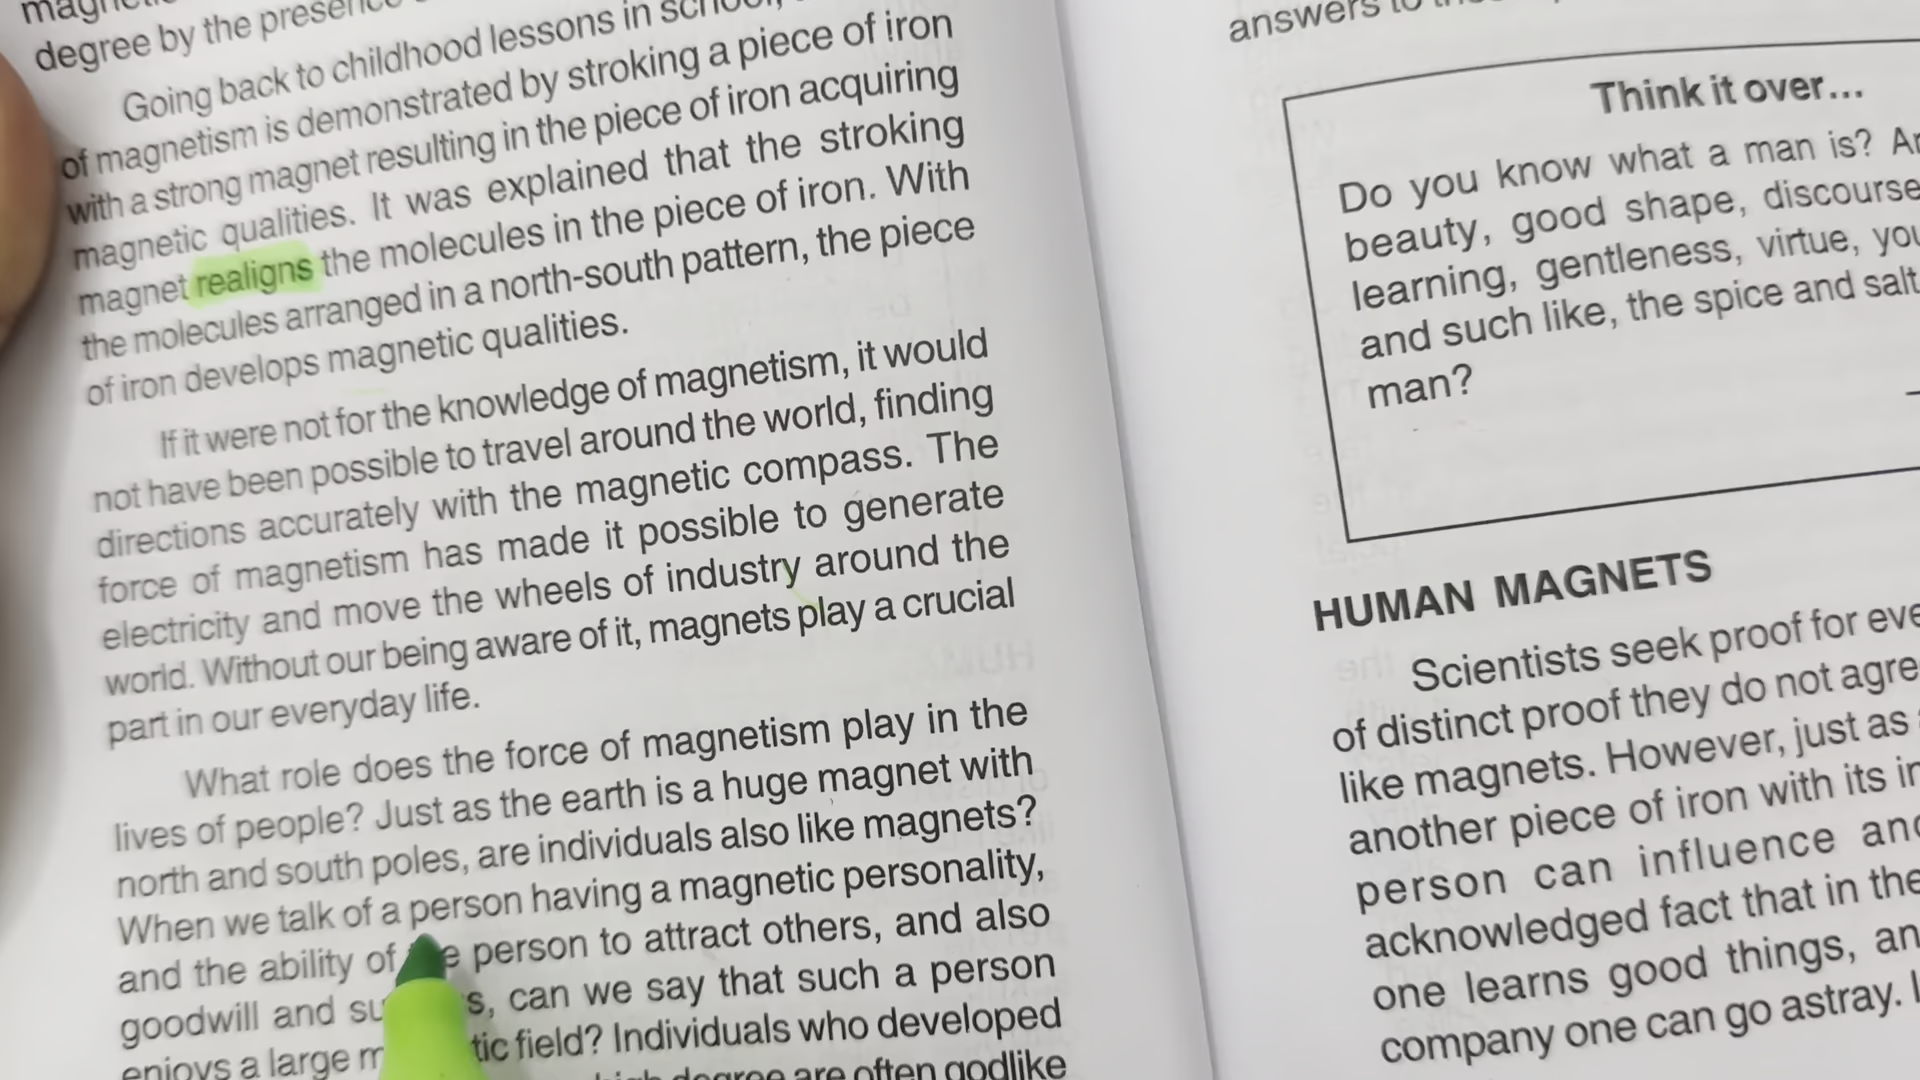 degree by the presence
Going back to childhood lessons in school,
of magnetism is demonstrated by stroking a piece of iron
with a strong magnet resulting in the piece of iron acquiring
magnetic qualities. It was explained that the stroking
magnet realigns the molecules in the piece of iron. With
the molecules arranged in a north-south pattern, the piece
of iron develops magnetic qualities.
If it were not for the knowledge of magnetism, it would
not have been possible to travel around the world, finding
directions accurately with the magnetic compass. The
force of magnetism has made it possible to generate
electricity and move the wheels of industry around the
world. Without our being aware of it, magnets play a crucial
part in our everyday life.
What role does the force of magnetism play in the
lives of people? Just as the earth is a huge magnet with
north and south poles, are individuals also like magnets?
When we talk of a person having a magnetic personality,
and the ability of person to attract others, and also
goodwill and can we say that such a person
enjoys a large field? Individuals who developed
degree are often godlike
answers to
Think it over...
Do you know what a man is?
beauty, good shape, discourse
learning, gentleness, virtue,
and such like, the spice and salt
man?
HUMAN MAGNETS
Scientists seek proof for
of distinct proof they do not
like magnets. However, just as
another piece of iron with its
person can influence
acknowledged fact that in the
one learns good things,
company one can go astray.